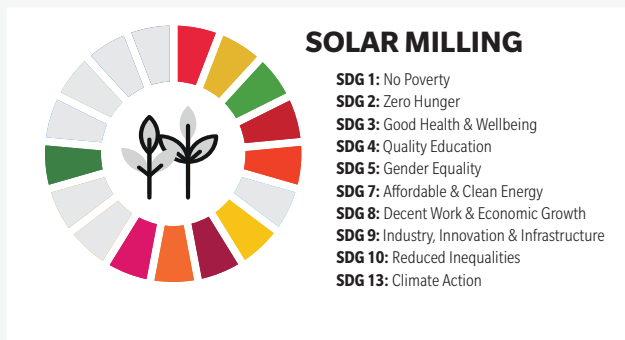 SOLAR MILLING
SDG 1: No Poverty
SDG 2: Zero Hunger
SDG 3: Good Health & Wellbeing
SDG 4: Quality Education
SDG 5: Gender Equality
SDG 7: Affordable & Clean Energy
SDG 8: Decent Work & Economic Growth
SDG 9: Industry, Innovation & Infrastructure
SDG 10: Reduced Inequalities
SDG 13: Climate Action